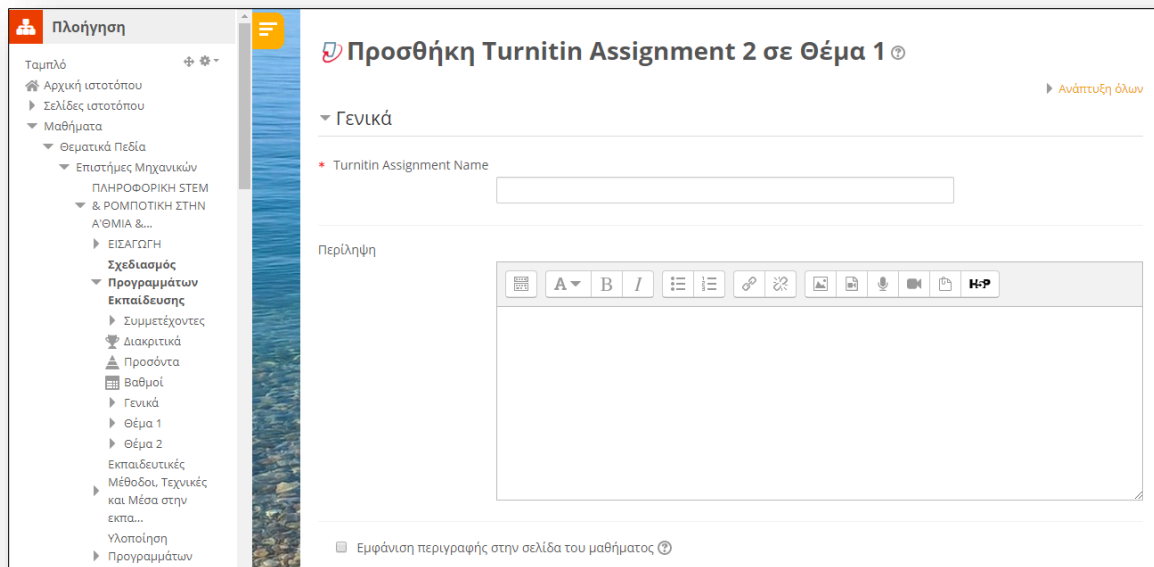 Πλοήγηση
Ταμπλό
Αρχική ιστοτόπου
Σελίδες ιστοτόπου
Μαθήματα
Θεματικά Πεδία
Επιστήμες Μηχανικών
ΠΛΗΡΟΦΟΡΙΚΗ STEM
& ΡΟΜΠΟΤΙΚΗ ΣΤΗΝ
Α'ΘΜΙΑ &...
ΕΙΣΑΓΩΓΗ
Σχεδιασμός
Προγραμμάτων
Εκπαίδευσης
Συμμετέχοντες
Διακριτικά
Προσόντα
Βαθμοί
Γενικά
Θέμα 1
Θέμα 2
Εκπαιδευτικές
Μέθοδοι, Τεχνικές
και Μέσα στην
εκπα...
Υλοποίηση
Προγραμμάτων
Προσθήκη Turnitin Assignment 2 σε Θέμα 1
Ανάπτυξη όλων
Γενικά
* Turnitin Assignment Name
Περίληψη
A B I H5P
Εμφάνιση περιγραφής στην σελίδα του μαθήματος